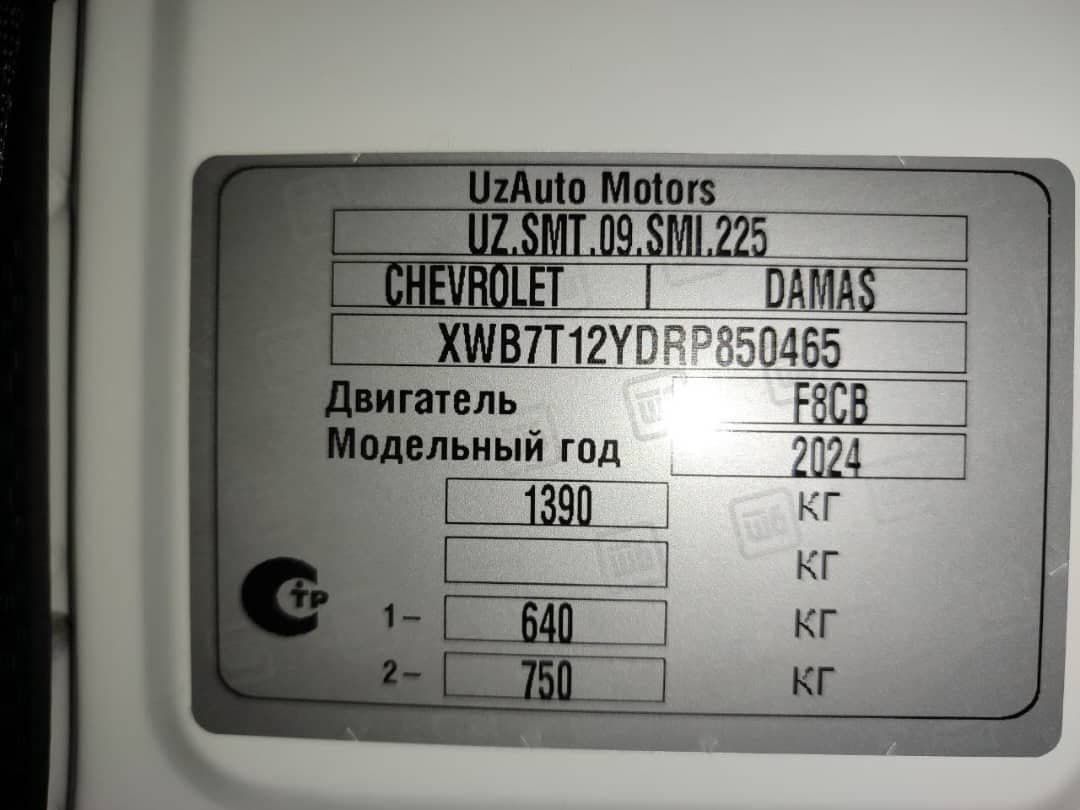 UzAuto Motors
UZ.SMT.09.SMI.225
CHEVROLET DAMAS
XWB7T12YDRP850465
Двигатель F8CB
Модельный год 2024
1390 КГ
КГ
СТР
1- 640 КГ
2- 750 КГ